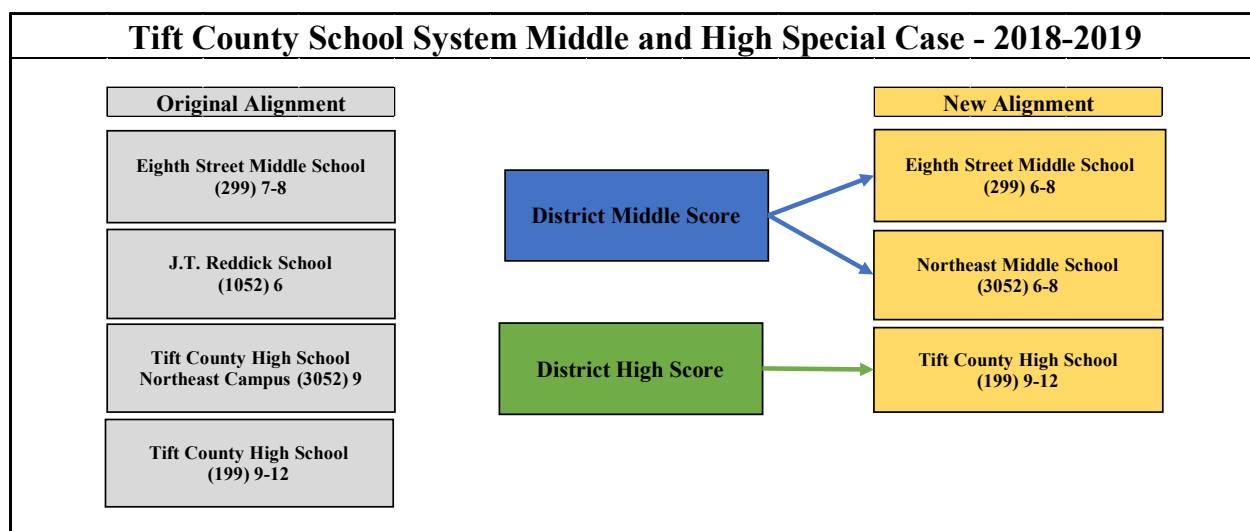 Tift County School System Middle and High Special Case - 2018-2019
Original Alignment
Eighth Street Middle School
(299) 7-8
J.T. Reddick School
(1052) 6
Tift County High School
Northeast Campus (3052) 9
Tift County High School
(199) 9-12
District Middle Score
District High Score
New Alignment
Eighth Street Middle School
(299) 6-8
Northeast Middle School
(3052) 6-8
Tift County High School
(199) 9-12